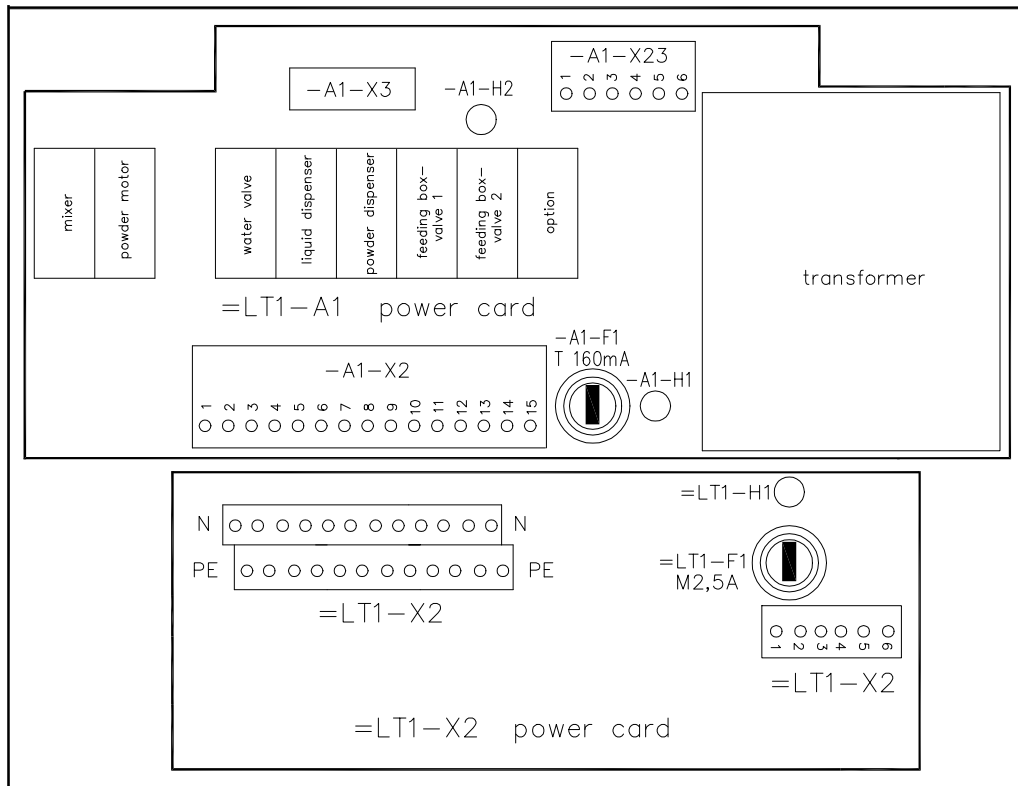 -A1-X23
1 2 3 4 5 6
-A1-X3
-A1-H2
mixer
powder motor
water valve
liquid dispenser
powder dispenser
feeding box-
valve 1
feeding box-
valve 2
option
transformer
=LT1-A1 power card
-A1-F1
T 160mA
-A1-X2
-A1-H1
1 2 3 4 5 6 7 8 9 10 11 12 13 14 15
=LT1-H1
N N
PE PE
=LT1-F1
M2,5A
=LT1-X2
1 2 3 4 5 6
=LT1-X2
=LT1-X2 power card